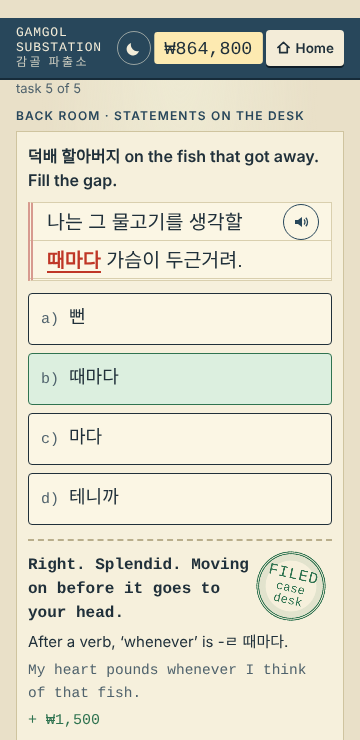 GAMGOL
SUBSTATION
감골 파출소
₩864,800
Home
task 5 of 5
BACK ROOM · STATEMENTS ON THE DESK
덕배 할아버지 on the fish that got away.
Fill the gap.
나는 그 물고기를 생각할
때마다 가슴이 두근거려.
a) 뻔
b) 때마다
c) 마다
d) 테니까
Right. Splendid. Moving
on before it goes to
your head.
FILED
case
desk
After a verb, ‘whenever’ is -ㄹ 때마다.
My heart pounds whenever I think
of that fish.
+ ₩1,500